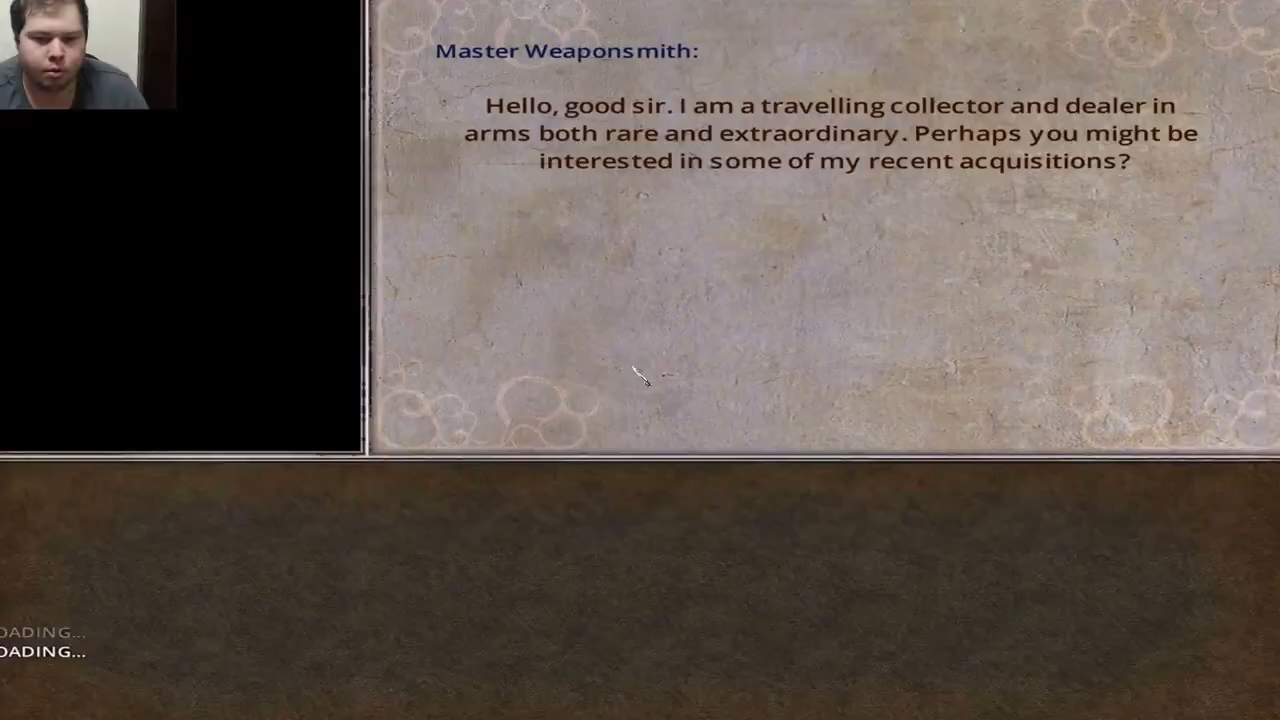 Master Weaponsmith:
Hello, good sir. I am a travelling collector and dealer in
arms both rare and extraordinary. Perhaps you might be
interested in some of my recent acquisitions?
OADING...
OADING...